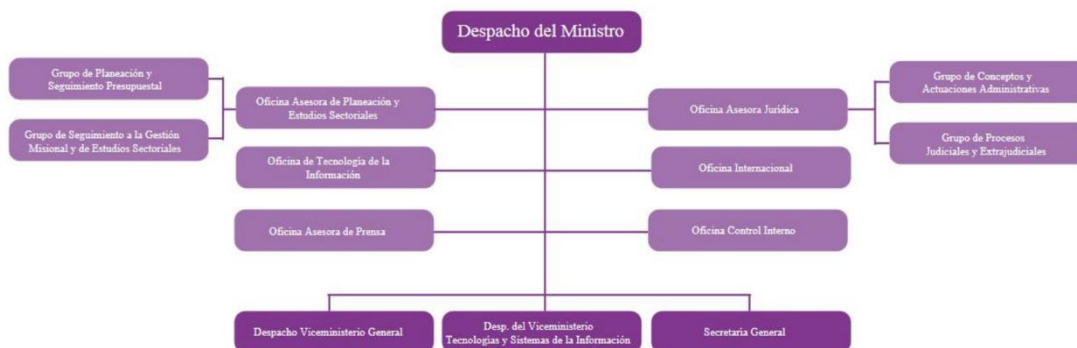 Despacho del Ministro
Grupo de Planeación y
Seguimiento Presupuestal
Grupo de Seguimiento a la Gestión
Misional y de Estudios Sectoriales
Oficina Asesora de Planeación y
Estudios Sectoriales
Oficina Asesora Jurídica
Grupo de Conceptos y
Actuaciones Administrativas
Grupo de Procesos
Judiciales y Extrajudiciales
Oficina de Tecnología de la
Información
Oficina Internacional
Oficina Asesora de Prensa
Oficina Control Interno
Despacho Viceministerio General
Desp. del Viceministerio
Tecnologías y Sistemas de la Información
Secretaría General